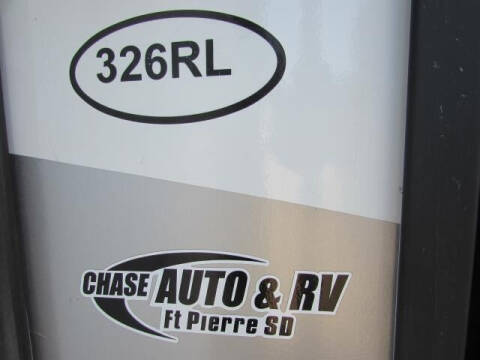 326RL
CHASE AUTO & RV
Ft Pierre SD